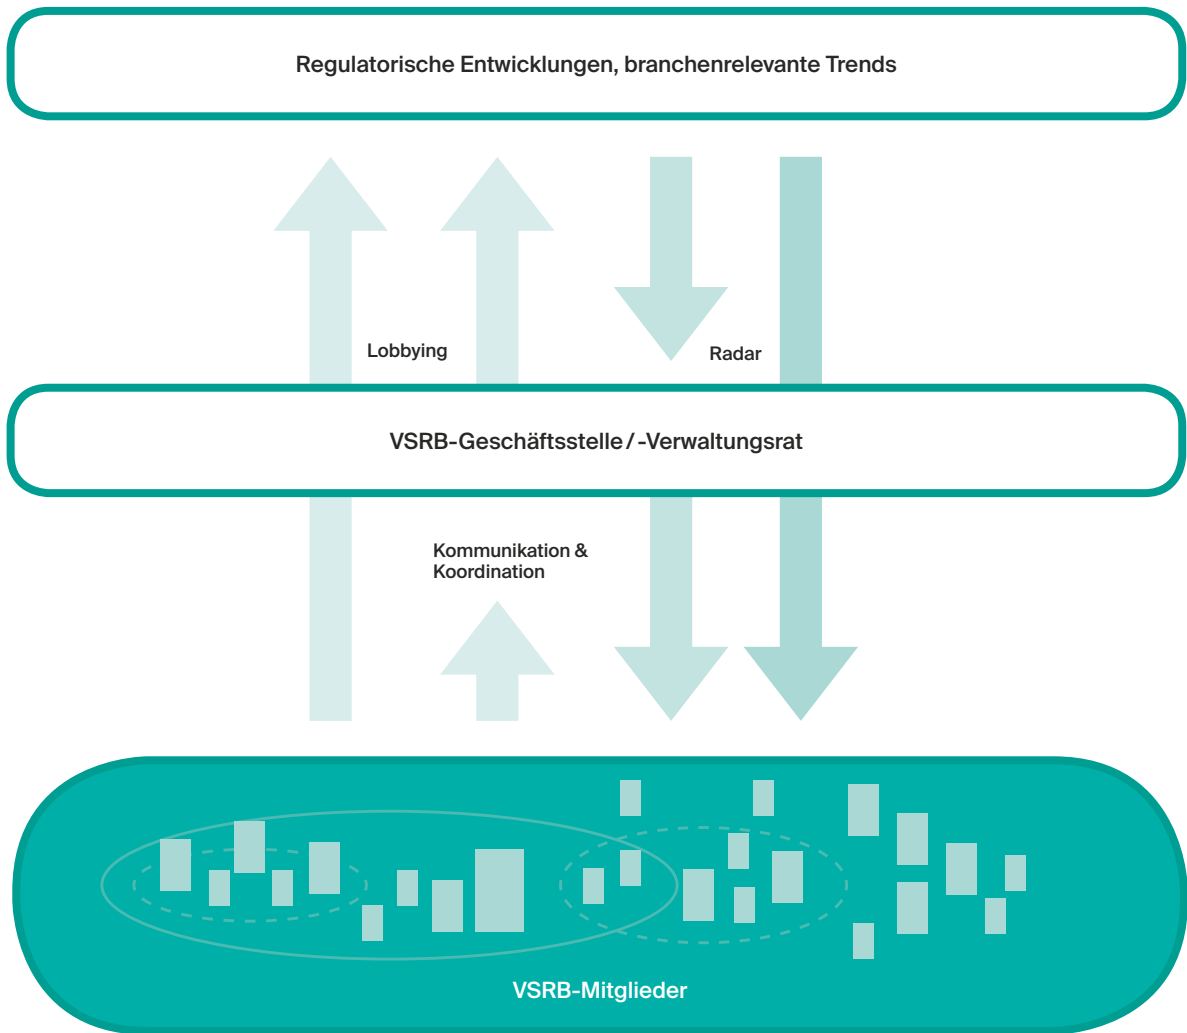 Regulatorische Entwicklungen, branchenrelevante Trends
Lobbying
Radar
VSRB-Geschäftsstelle/-Verwaltungsrat
Kommunikation &
Koordination
VSRB-Mitglieder